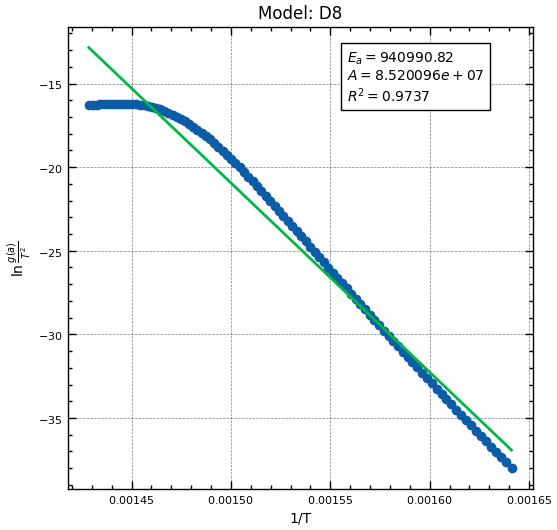 Model: D8
E_a = 940990.82
A = 8.520096e + 07
R² = 0.9737
−15
−20
−25
−30
−35
ln g(a)/T²
0.00145 0.00150 0.00155 0.00160 0.00165
1/T